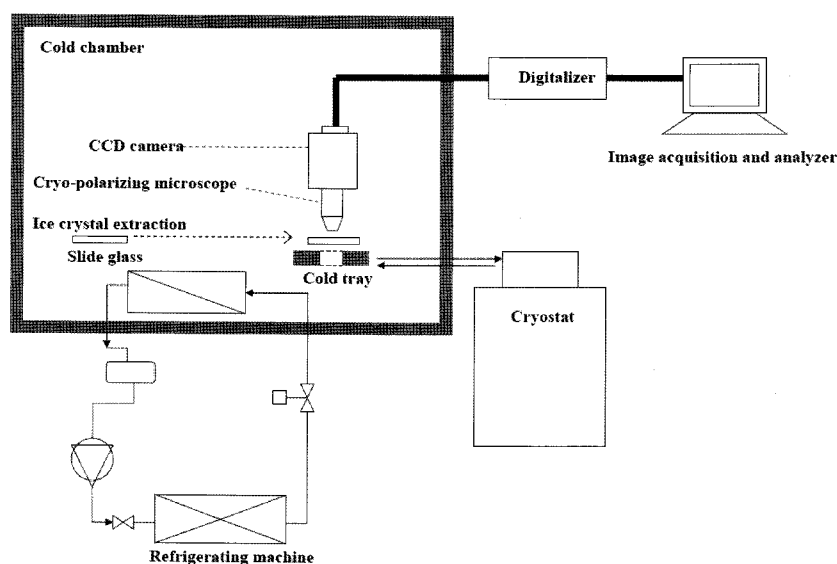 Cold chamber
Digitalizer
CCD camera
Image acquisition and analyzer
Cryo-polarizing microscope
Ice crystal extraction
Slide glass
Cold tray
Cryostat
Refrigerating machine